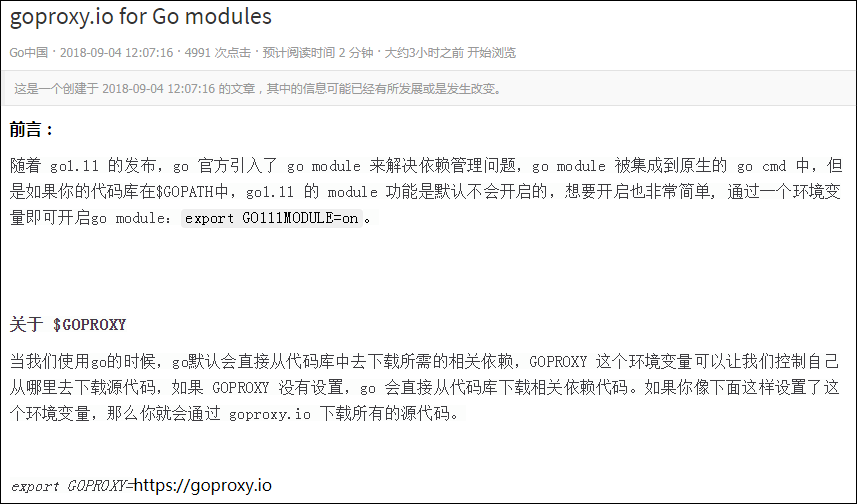 goproxy.io for Go modules
Go中国 · 2018-09-04 12:07:16 · 4991 次点击 · 预计阅读时间 2 分钟 · 大约3小时之前 开始浏览
这是一个创建于 2018-09-04 12:07:16 的文章，其中的信息可能已经有所发展或是发生改变。
前言：
随着 go1.11 的发布，go 官方引入了 go module 来解决依赖管理问题，go module 被集成到原生的 go cmd 中，但
是如果你的代码库在$GOPATH中，go1.11 的 module 功能是默认不会开启的，想要开启也非常简单, 通过一个环境变
量即可开启go module：export GO111MODULE=on。
关于 $GOPROXY
当我们使用go的时候，go默认会直接从代码库中去下载所需的相关依赖，GOPROXY 这个环境变量可以让我们控制自己
从哪里去下载源代码，如果 GOPROXY 没有设置，go 会直接从代码库下载相关依赖代码。如果你像下面这样设置了这
个环境变量，那么你就会通过 goproxy.io 下载所有的源代码。
export GOPROXY=https://goproxy.io